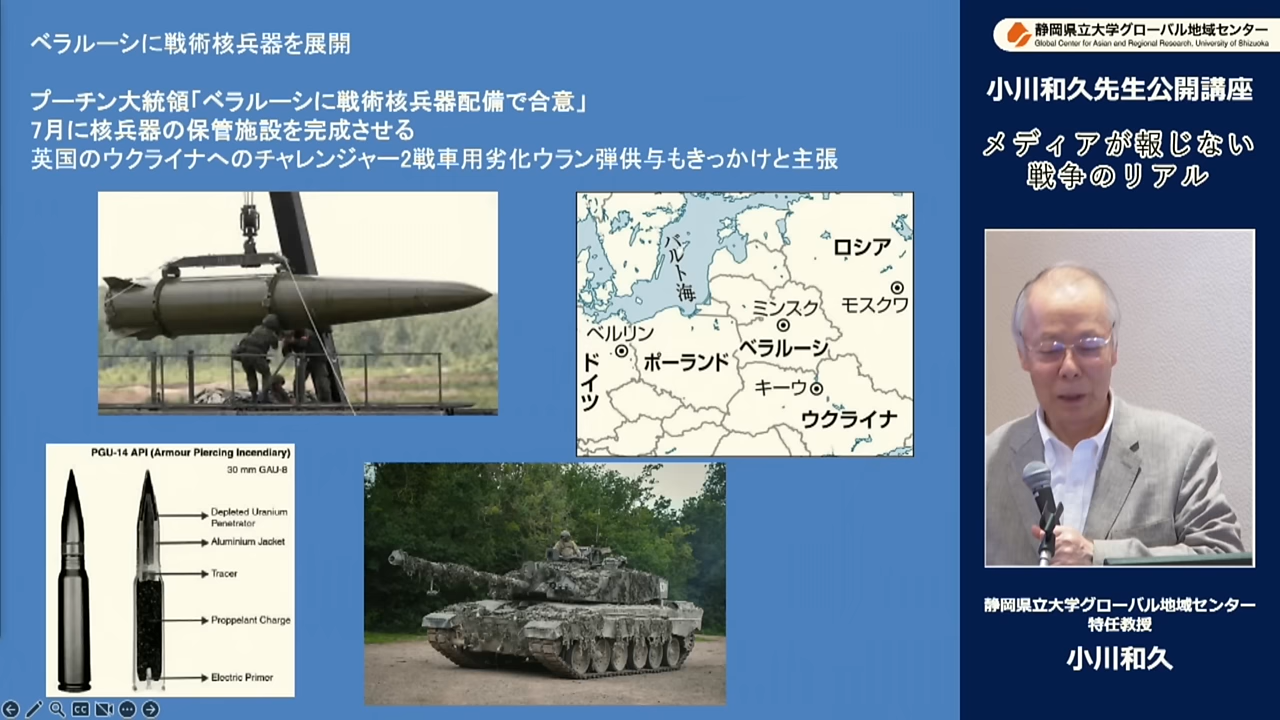 ベラルーシに戦術核兵器を展開
プーチン大統領「ベラルーシに戦術核兵器配備で合意」
7月に核兵器の保管施設を完成させる
英国のウクライナへのチャレンジャー2戦車用劣化ウラン弾供与もきっかけと主張
バルト海
ロシア
モスクワ
ミンスク
ベラルーシ
ベルリン
ドイツ
ポーランド
キーウ
ウクライナ
PGU-14 API (Armour Piercing Incendiary)
30 mm GAU-8
Depleted Uranium
Penetrator
Aluminium Jacket
Tracer
Propellant Charge
Electric Primer
CC
静岡県立大学グローバル地域センター
Global Center for Asian and Regional Research, University of Shizuoka
小川和久先生公開講座
メディアが報じない
戦争のリアル
静岡県立大学グローバル地域センター
特任教授
小川和久